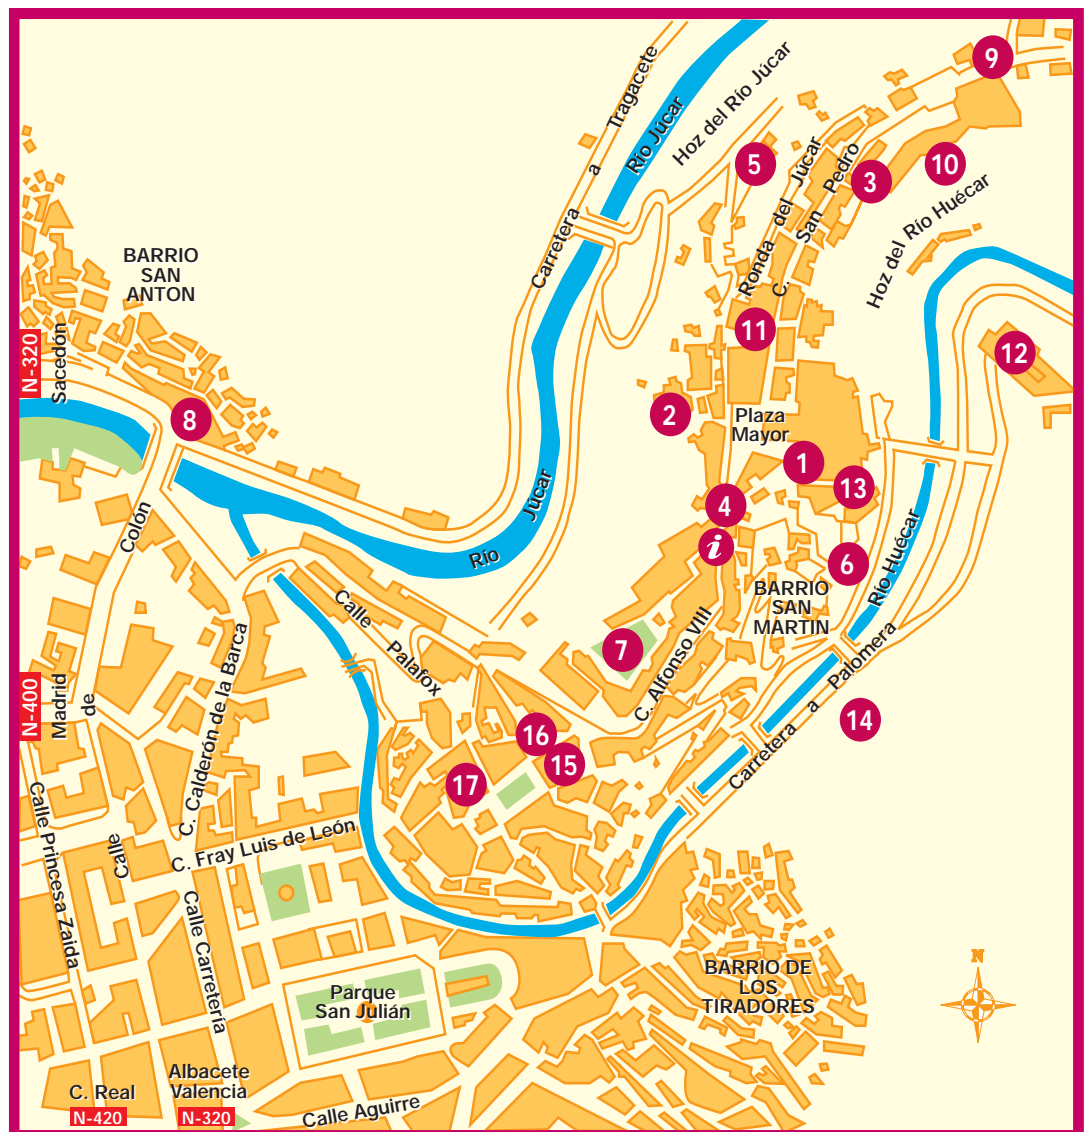 9
Carretera a Tragacete
Río Júcar
Hoz del Río Júcar
5
Ronda del Júcar
C. San Pedro
3
10
Hoz del Río Huécar
BARRIO
SAN
ANTON
N-320
Sacedón
11
12
8
2
Plaza
Mayor
1
13
4
i
6
Río Júcar
Colón
Río Huécar
BARRIO
SAN
MARTIN
Calle Palafox
7
C. Alfonso VIII
Carretera a Palomera
14
N-400
Madrid
de
C. Calderón de la Barca
16
15
17
Calle Princesa Zaida
Calle
C. Fray Luis de León
Calle Carretería
BARRIO DE
LOS
TIRADORES
N
Parque
San Julián
C. Real
N-420
Albacete
Valencia
N-320
Calle Aguirre